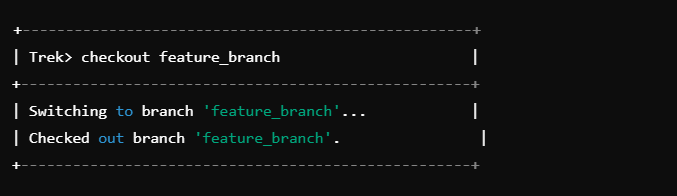 +--------------------------------------------------+
| Trek> checkout feature_branch                     |
+--------------------------------------------------+
| Switching to branch 'feature_branch'...           |
| Checked out branch 'feature_branch'.               |
+--------------------------------------------------+